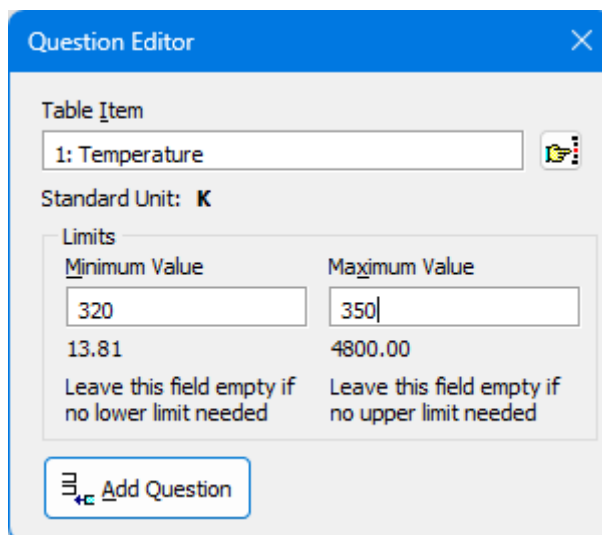 Question Editor
Table Item
1: Temperature
Standard Unit: K
Limits
Minimum Value
Maximum Value
320
350
13.81
4800.00
Leave this field empty if
no lower limit needed
Leave this field empty if
no upper limit needed
Add Question